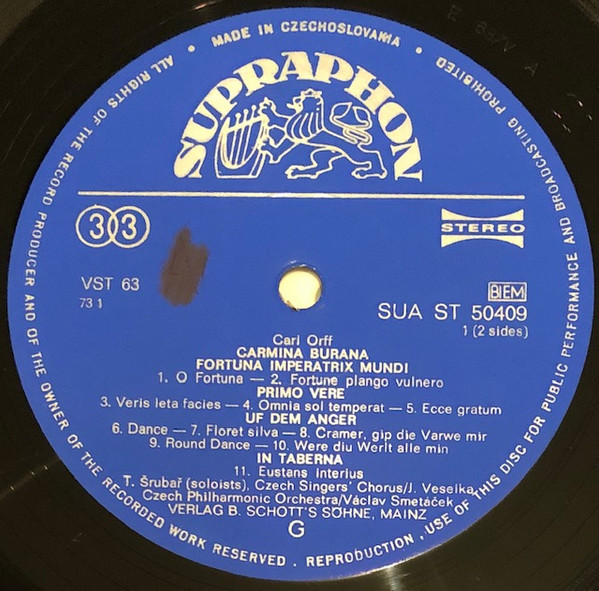 ALL RIGHTS OF THE RECORD PRODUCER AND OF THE OWNER OF THE RECORDED WORK RESERVED . REPRODUCTION , USE OF THIS DISC FOR PUBLIC PERFORMANCE AND BROADCASTING PROHIBITED
• MADE IN CZECHOSLOVAKIA •
SUPRAPHON
33
STEREO
VST 63
73 1
BIEM
SUA ST 50409
1 (2 sides)
Carl Orff
CARMINA BURANA
FORTUNA IMPERATRIX MUNDI
1. O Fortuna — 2. Fortune plango vulnero
PRIMO VERE
3. Veris leta facies — 4. Omnia sol temperat — 5. Ecce gratum
UF DEM ANGER
6. Dance — 7. Floret silva — 8. Cramer, gip die Varwe mir
9. Round Dance — 10. Were diu Werlt alle min
IN TABERNA
11. Eustans interius
T. Šrubař (soloists), Czech Singers' Chorus/J. Veselka,
Czech Philharmonic Orchestra/Václav Smetáček
VERLAG B. SCHOTT'S SÖHNE, MAINZ
G